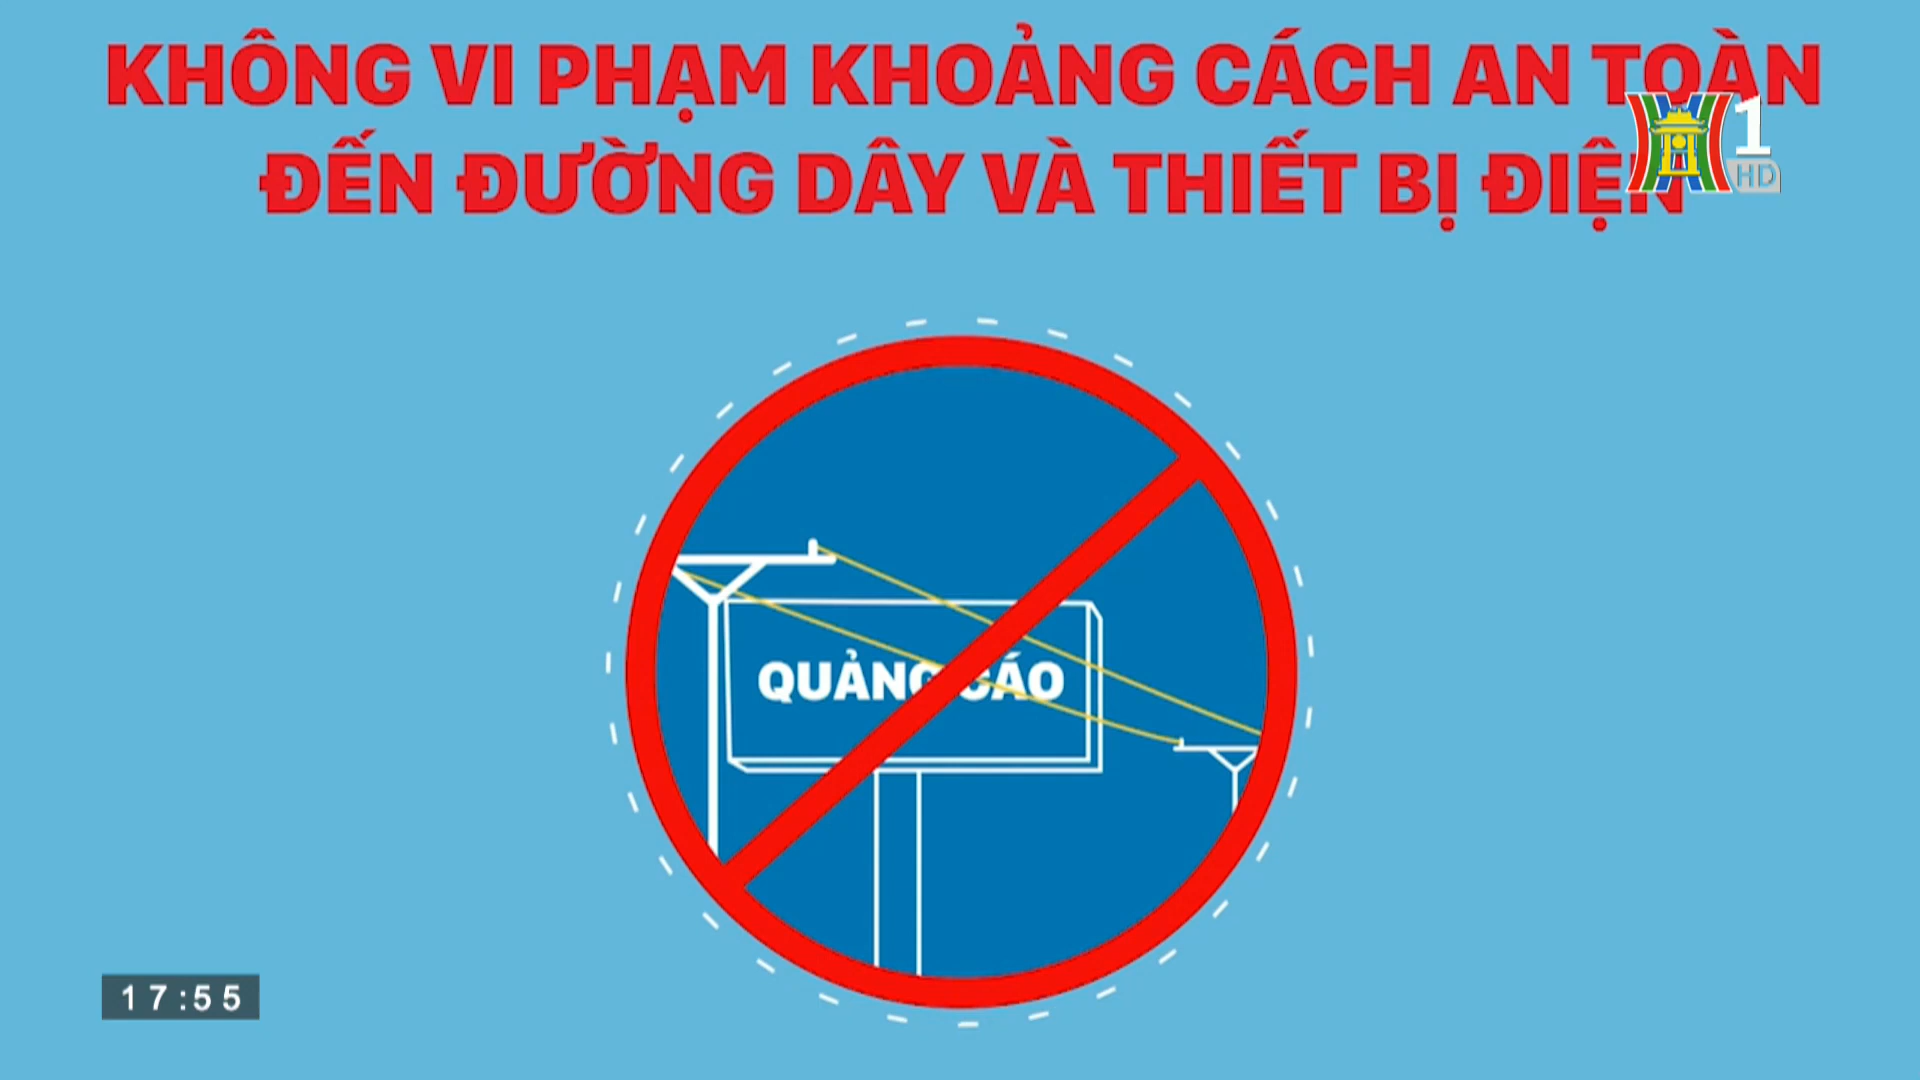 KHÔNG VI PHẠM KHOẢNG CÁCH AN TOÀN
ĐẾN ĐƯỜNG DÂY VÀ THIẾT BỊ ĐIỆN
1
HD
QUẢNG CÁO
17:55